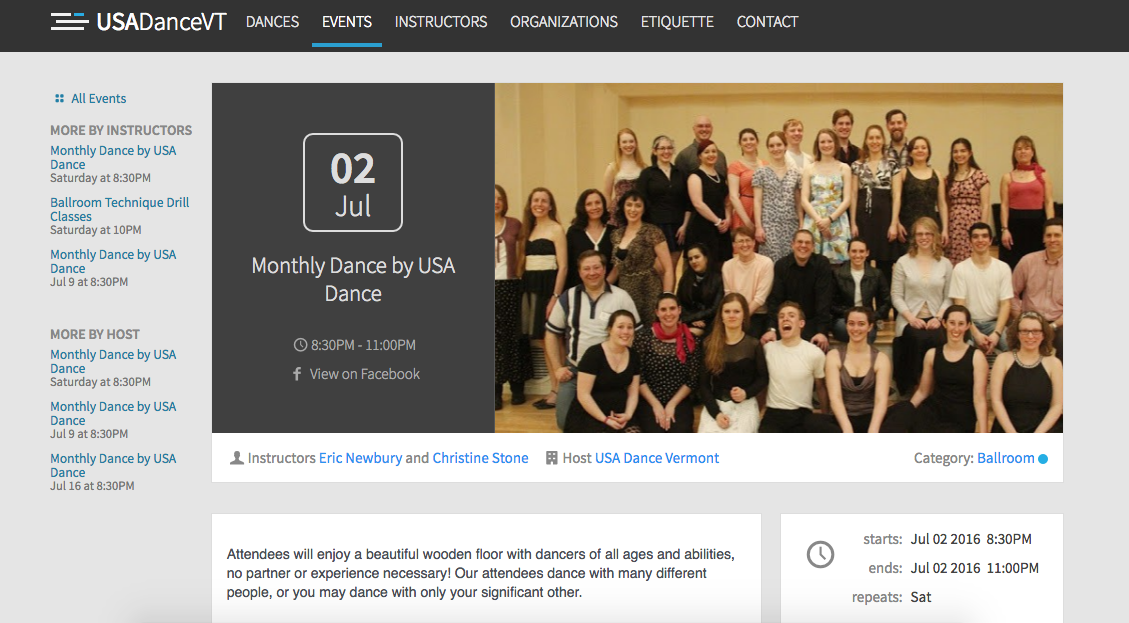 USADanceVT DANCES EVENTS INSTRUCTORS ORGANIZATIONS ETIQUETTE CONTACT
All Events
MORE BY INSTRUCTORS
Monthly Dance by USA
Dance
Saturday at 8:30PM
Ballroom Technique Drill
Classes
Saturday at 10PM
Monthly Dance by USA
Dance
Jul 9 at 8:30PM
MORE BY HOST
Monthly Dance by USA
Dance
Saturday at 8:30PM
Monthly Dance by USA
Dance
Jul 9 at 8:30PM
Monthly Dance by USA
Dance
Jul 16 at 8:30PM
02
Jul
Monthly Dance by USA
Dance
8:30PM - 11:00PM
View on Facebook
Instructors Eric Newbury and Christine Stone Host USA Dance Vermont Category: Ballroom
Attendees will enjoy a beautiful wooden floor with dancers of all ages and abilities,
no partner or experience necessary! Our attendees dance with many different
people, or you may dance with only your significant other.
starts: Jul 02 2016 8:30PM
ends: Jul 02 2016 11:00PM
repeats: Sat